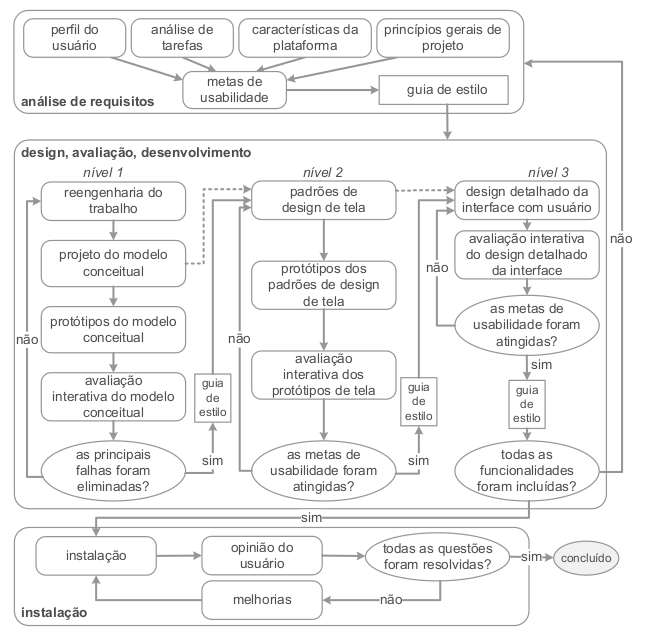 perfil do
usuário
análise de
tarefas
características da
plataforma
princípios gerais de
projeto
metas de
usabilidade
guia de estilo
análise de requisitos
design, avaliação, desenvolvimento
nível 1
reengenharia do
trabalho
projeto do modelo
conceitual
protótipos do modelo
conceitual
avaliação
interativa do modelo
conceitual
as principais
falhas foram
eliminadas?
não
sim
guia
de
estilo
nível 2
padrões de
design de tela
protótipos dos
padrões de design
de tela
avaliação
interativa dos
protótipos de tela
as metas de
usabilidade foram
atingidas?
não
sim
guia
de
estilo
nível 3
design detalhado da
interface com usuário
avaliação interativa
do design detalhado
da interface
as metas de
usabilidade foram
atingidas?
não
sim
guia
de
estilo
todas as
funcionalidades
foram incluídas?
não
sim
instalação
opinião do
usuário
todas as questões
foram resolvidas?
sim
concluído
não
melhorias
instalação